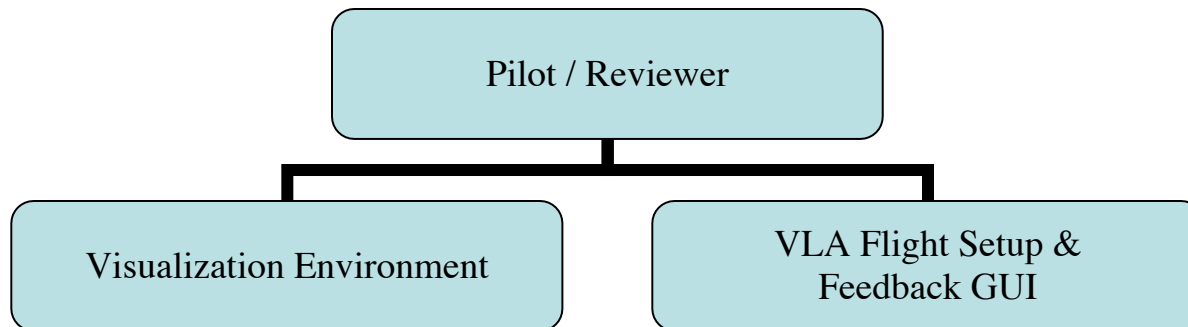 Pilot / Reviewer
Visualization Environment
VLA Flight Setup &
Feedback GUI